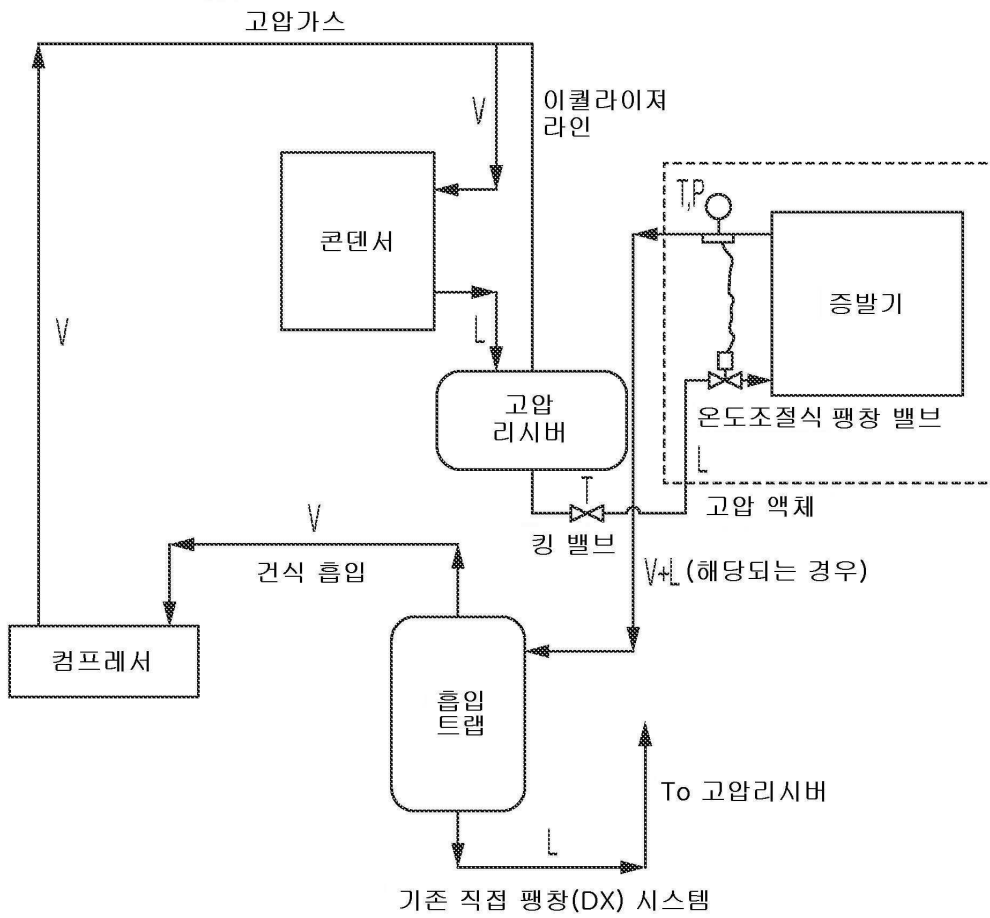 고압가스
V
이퀄라이져
라인
T,P
콘덴서
증발기
V
L
고압
리시버
온도조절식 팽창 밸브
L
T
고압 액체
V
킹 밸브
건식 흡입
V+L (해당되는 경우)
컴프레서
흡입
트랩
To 고압리시버
L
기존 직접 팽창(DX) 시스템